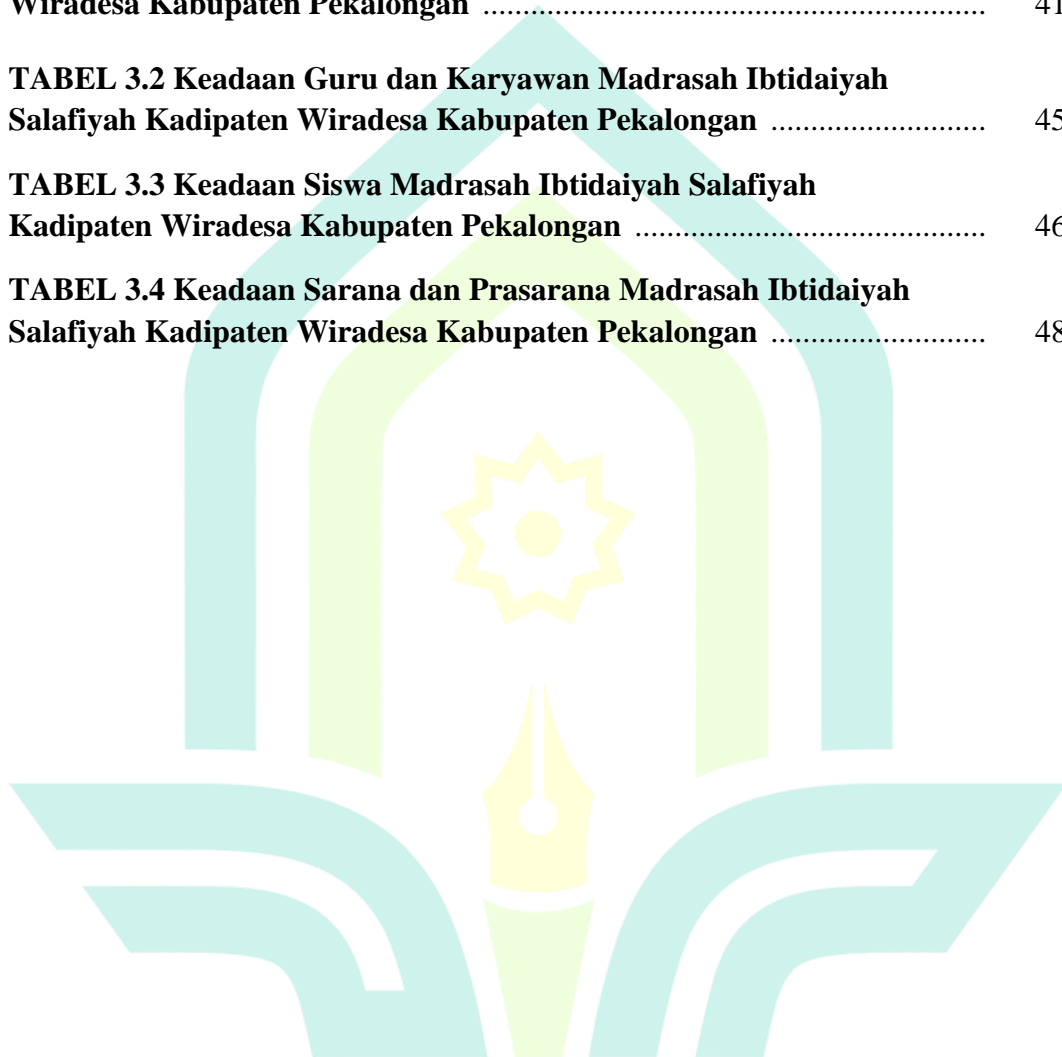 Wiradesa Kabupaten Pekalongan ................................................................ 41
TABEL 3.2 Keadaan Guru dan Karyawan Madrasah Ibtidaiyah
Salafiyah Kadipaten Wiradesa Kabupaten Pekalongan ........................... 45
TABEL 3.3 Keadaan Siswa Madrasah Ibtidaiyah Salafiyah
Kadipaten Wiradesa Kabupaten Pekalongan ............................................ 46
TABEL 3.4 Keadaan Sarana dan Prasarana Madrasah Ibtidaiyah
Salafiyah Kadipaten Wiradesa Kabupaten Pekalongan ........................... 48